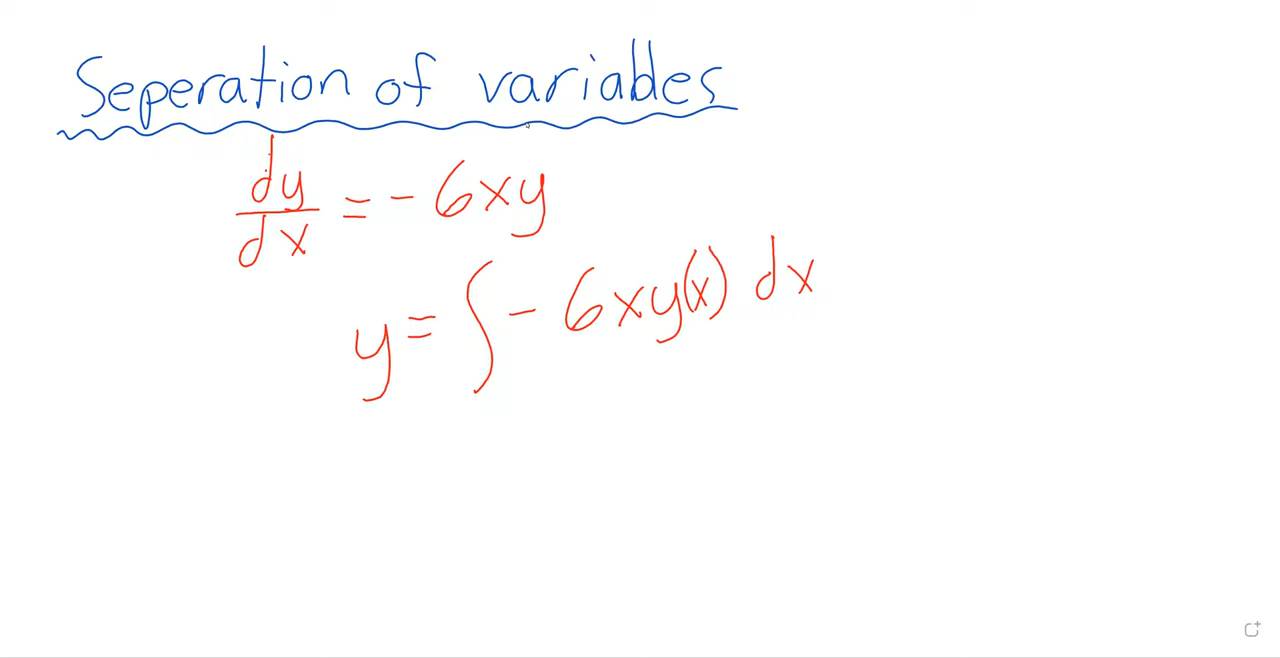 Seperation of variables
dy/dx = - 6xy
y = ∫ - 6xy(x) dx